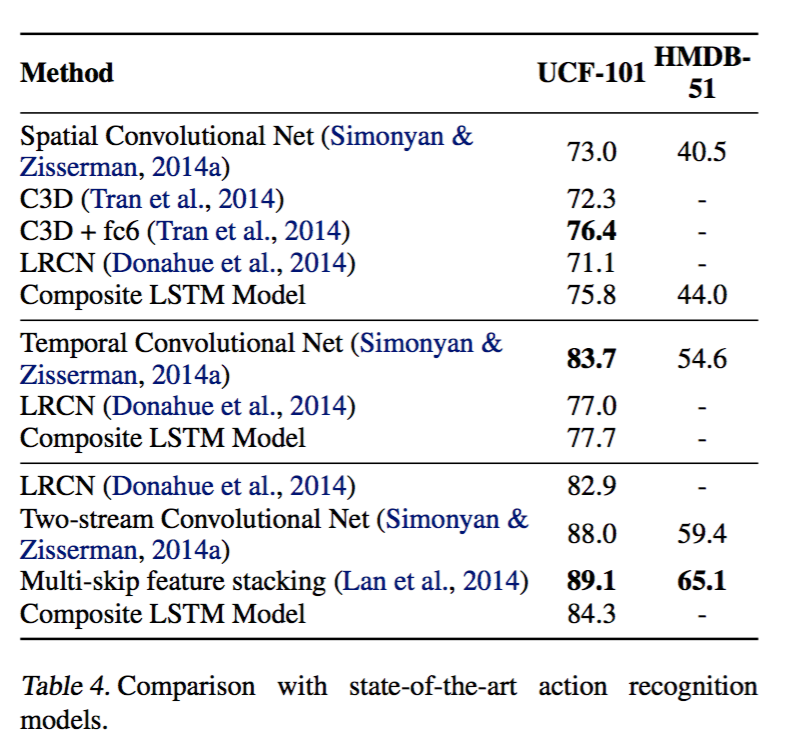 Method UCF-101 HMDB-
51
Spatial Convolutional Net (Simonyan &
Zisserman, 2014a) 73.0 40.5
C3D (Tran et al., 2014) 72.3 -
C3D + fc6 (Tran et al., 2014) 76.4 -
LRCN (Donahue et al., 2014) 71.1 -
Composite LSTM Model 75.8 44.0
Temporal Convolutional Net (Simonyan &
Zisserman, 2014a) 83.7 54.6
LRCN (Donahue et al., 2014) 77.0 -
Composite LSTM Model 77.7 -
LRCN (Donahue et al., 2014) 82.9 -
Two-stream Convolutional Net (Simonyan &
Zisserman, 2014a) 88.0 59.4
Multi-skip feature stacking (Lan et al., 2014) 89.1 65.1
Composite LSTM Model 84.3 -
Table 4. Comparison with state-of-the-art action recognition
models.